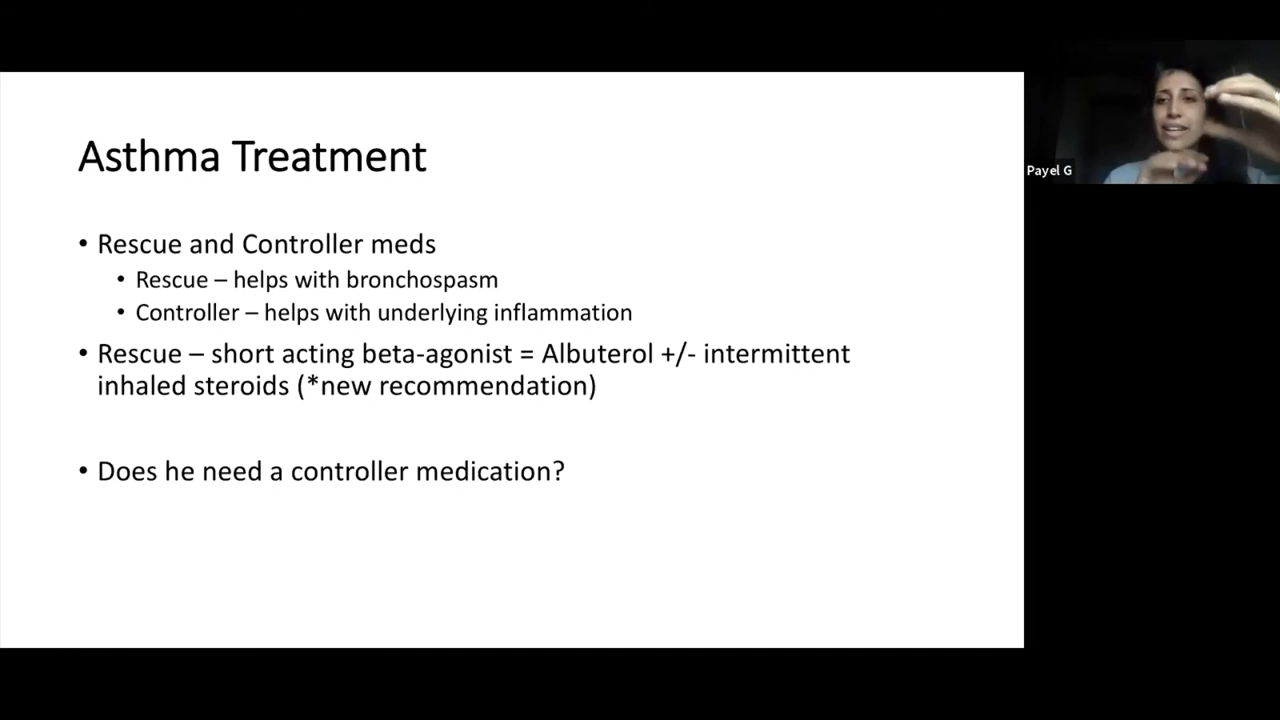 Asthma Treatment
• Rescue and Controller meds
• Rescue – helps with bronchospasm
• Controller – helps with underlying inflammation
• Rescue – short acting beta-agonist = Albuterol +/- intermittent
inhaled steroids (*new recommendation)
• Does he need a controller medication?
Payel G